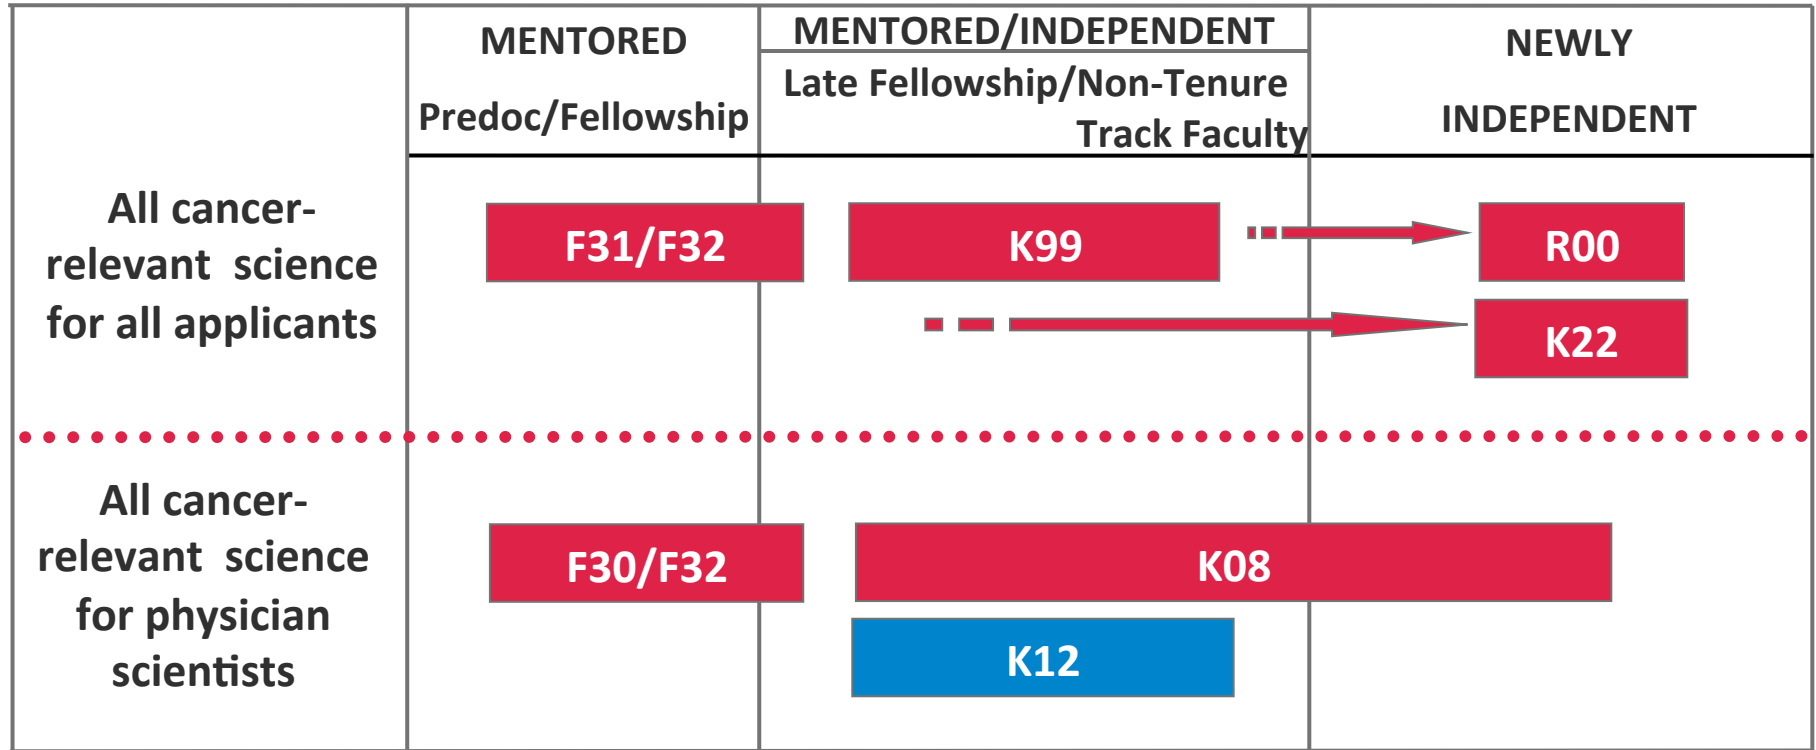 MENTORED
Predoc/Fellowship
MENTORED/INDEPENDENT
Late Fellowship/Non-Tenure
Track Faculty
NEWLY
INDEPENDENT
All cancer-
relevant science
for all applicants
F31/F32
K99
R00
K22
All cancer-
relevant science
for physician
scientists
F30/F32
K08
K12